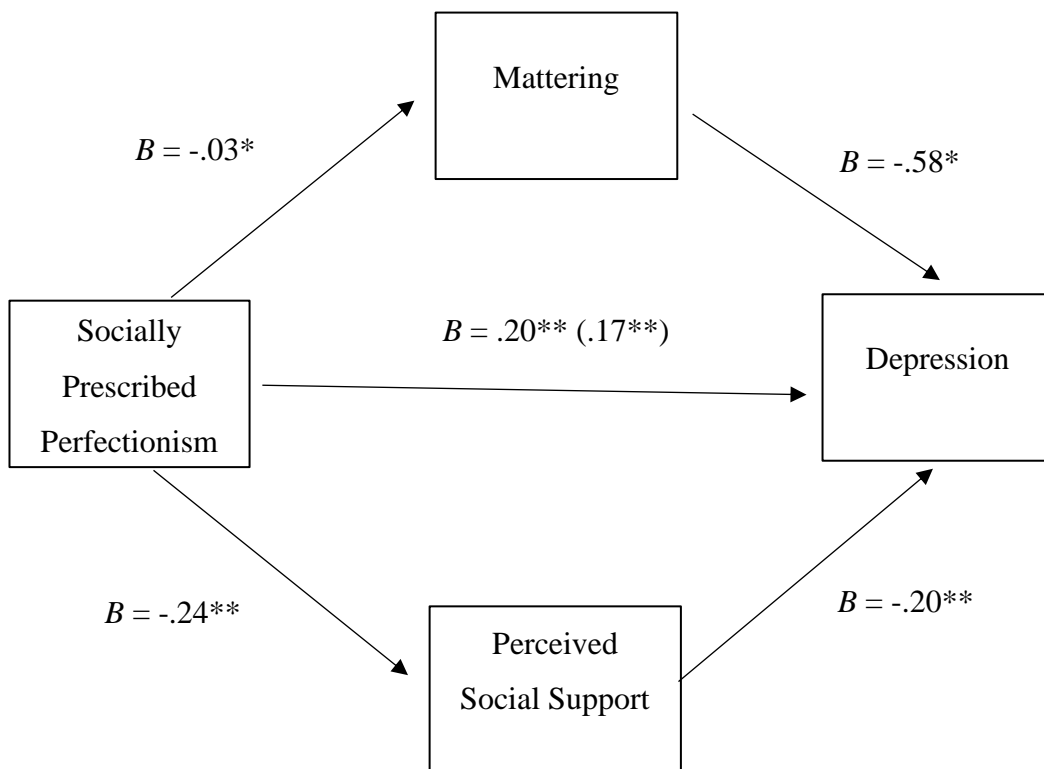 Mattering
B = -.03*
B = -.58*
Socially
Prescribed
Perfectionism
B = .20** (.17**)
Depression
B = -.24**
B = -.20**
Perceived
Social Support